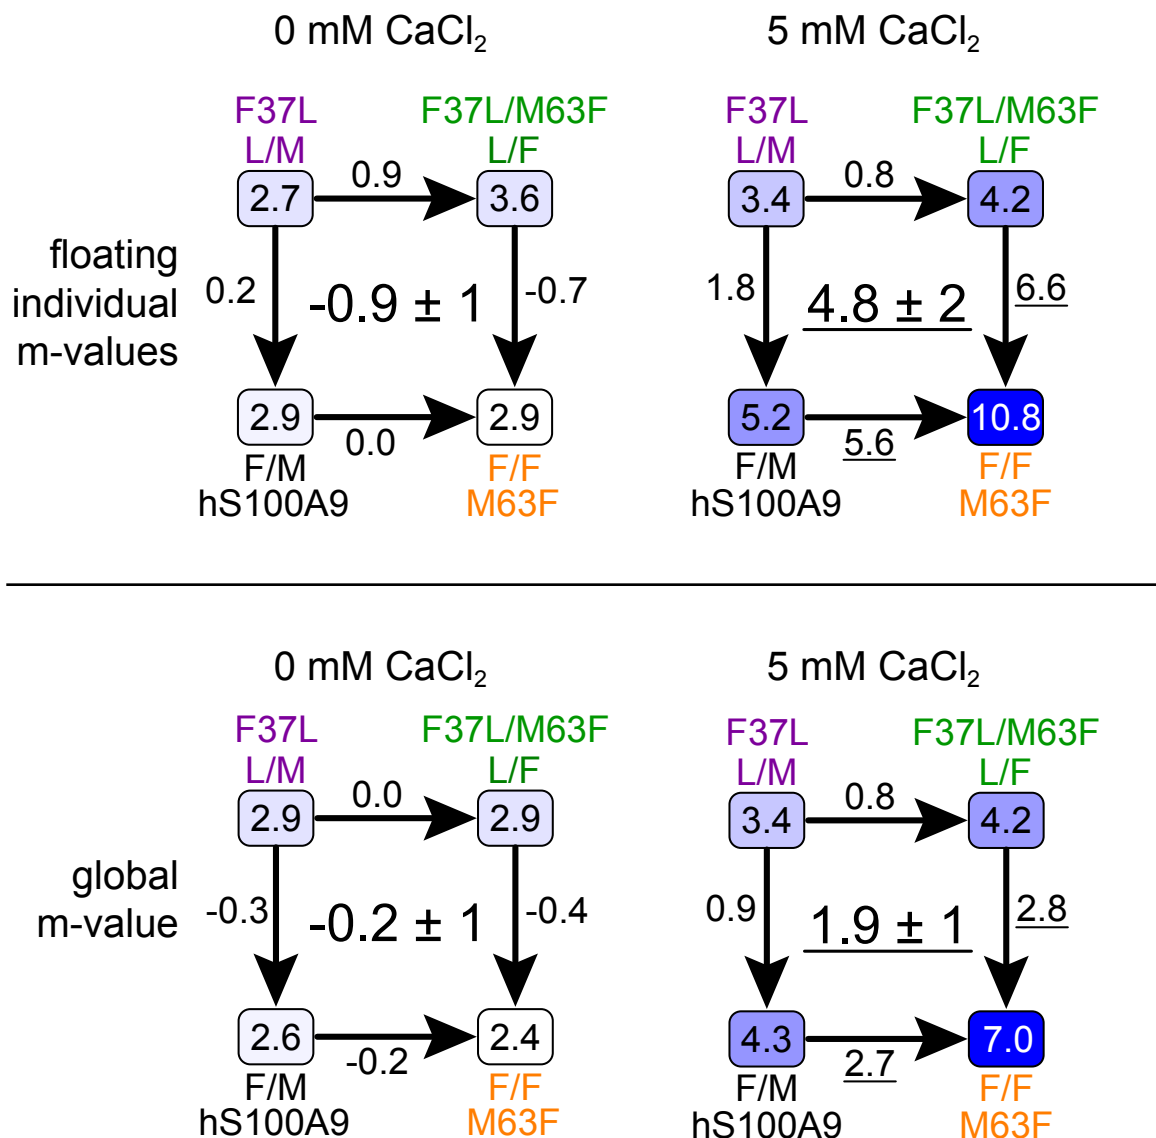 0 mM CaCl₂
5 mM CaCl₂
F37L
F37L/M63F
F37L
F37L/M63F
L/M
L/F
L/M
L/F
2.7
0.9
3.6
3.4
0.8
4.2
floating
individual
m-values
0.2
-0.9 ± 1
-0.7
1.8
4.8 ± 2
6.6
2.9
0.0
2.9
5.2
5.6
10.8
F/M
F/F
F/M
F/F
hS100A9
M63F
hS100A9
M63F
0 mM CaCl₂
5 mM CaCl₂
F37L
F37L/M63F
F37L
F37L/M63F
L/M
L/F
L/M
L/F
2.9
0.0
2.9
3.4
0.8
4.2
global
m-value
-0.3
-0.2 ± 1
-0.4
0.9
1.9 ± 1
2.8
2.6
-0.2
2.4
4.3
2.7
7.0
F/M
F/F
F/M
F/F
hS100A9
M63F
hS100A9
M63F